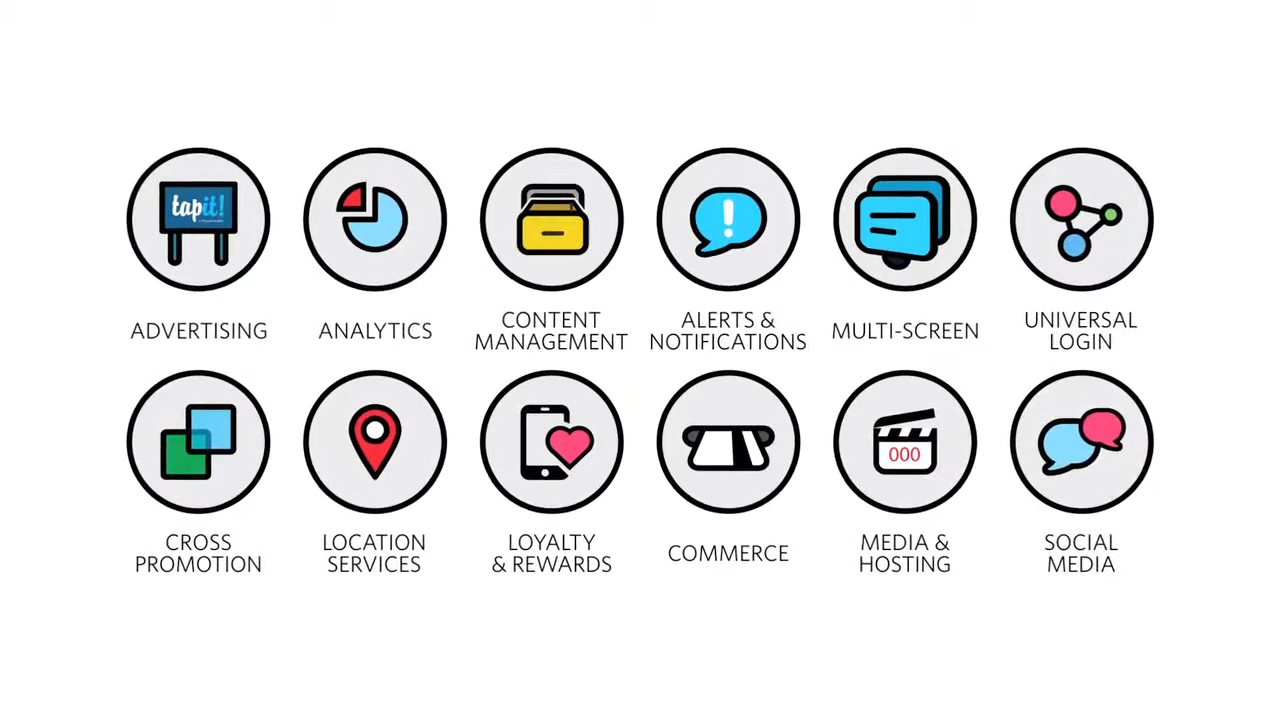 tapit!
ADVERTISING
ANALYTICS
CONTENT
MANAGEMENT
ALERTS &
NOTIFICATIONS
MULTI-SCREEN
UNIVERSAL
LOGIN
000
CROSS
PROMOTION
LOCATION
SERVICES
LOYALTY
& REWARDS
COMMERCE
MEDIA &
HOSTING
SOCIAL
MEDIA